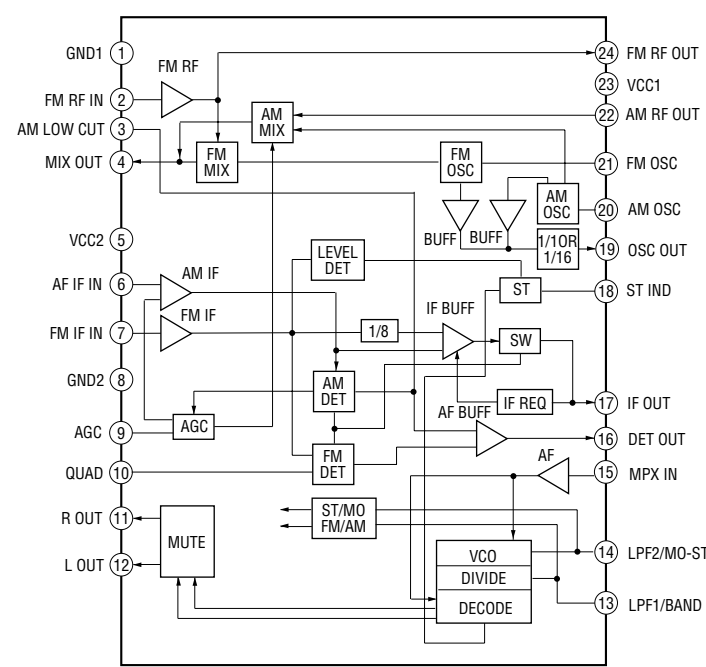 GND1 1
FM RF IN 2
AM LOW CUT 3
MIX OUT 4
VCC2 5
AF IF IN 6
FM IF IN 7
GND2 8
AGC 9
QUAD 10
R OUT 11
L OUT 12
24 FM RF OUT
23 VCC1
22 AM RF OUT
21 FM OSC
20 AM OSC
19 OSC OUT
18 ST IND
17 IF OUT
16 DET OUT
15 MPX IN
14 LPF2/MO-ST
13 LPF1/BAND
FM RF
AM
MIX
FM
MIX
FM
OSC
AM
OSC
BUFF
BUFF
1/1OR
1/16
LEVEL
DET
ST
AM IF
FM IF
1/8
IF BUFF
SW
IF REQ
AM
DET
AF BUFF
AGC
FM
DET
AF
ST/MO
FM/AM
MUTE
VCO
DIVIDE
DECODE